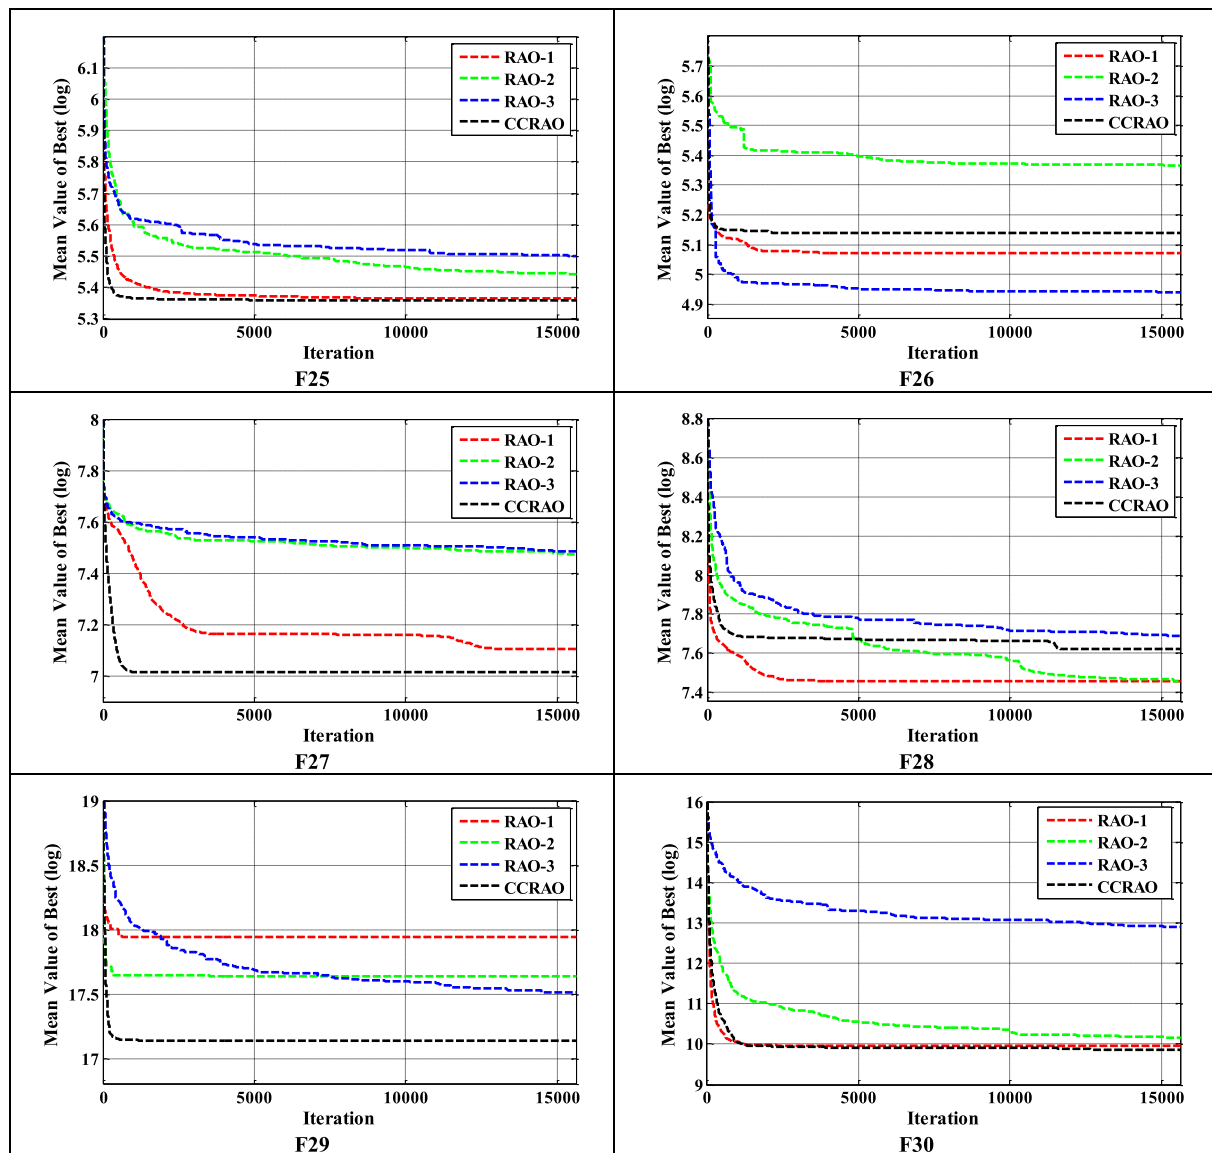 Mean Value of Best (log)
6.1
6
5.9
5.8
5.7
5.6
5.5
5.4
5.3
0
5000
10000
15000
Iteration
RAO-1
RAO-2
RAO-3
CCRAO
F25
Mean Value of Best (log)
5.7
5.6
5.5
5.4
5.3
5.2
5.1
5
4.9
0
5000
10000
15000
Iteration
RAO-1
RAO-2
RAO-3
CCRAO
F26
Mean Value of Best (log)
8
7.8
7.6
7.4
7.2
7
0
5000
10000
15000
Iteration
RAO-1
RAO-2
RAO-3
CCRAO
F27
Mean Value of Best (log)
8.8
8.6
8.4
8.2
8
7.8
7.6
7.4
0
5000
10000
15000
Iteration
RAO-1
RAO-2
RAO-3
CCRAO
F28
Mean Value of Best (log)
19
18.5
18
17.5
17
0
5000
10000
15000
Iteration
RAO-1
RAO-2
RAO-3
CCRAO
F29
Mean Value of Best (log)
16
15
14
13
12
11
10
9
0
5000
10000
15000
Iteration
RAO-1
RAO-2
RAO-3
CCRAO
F30